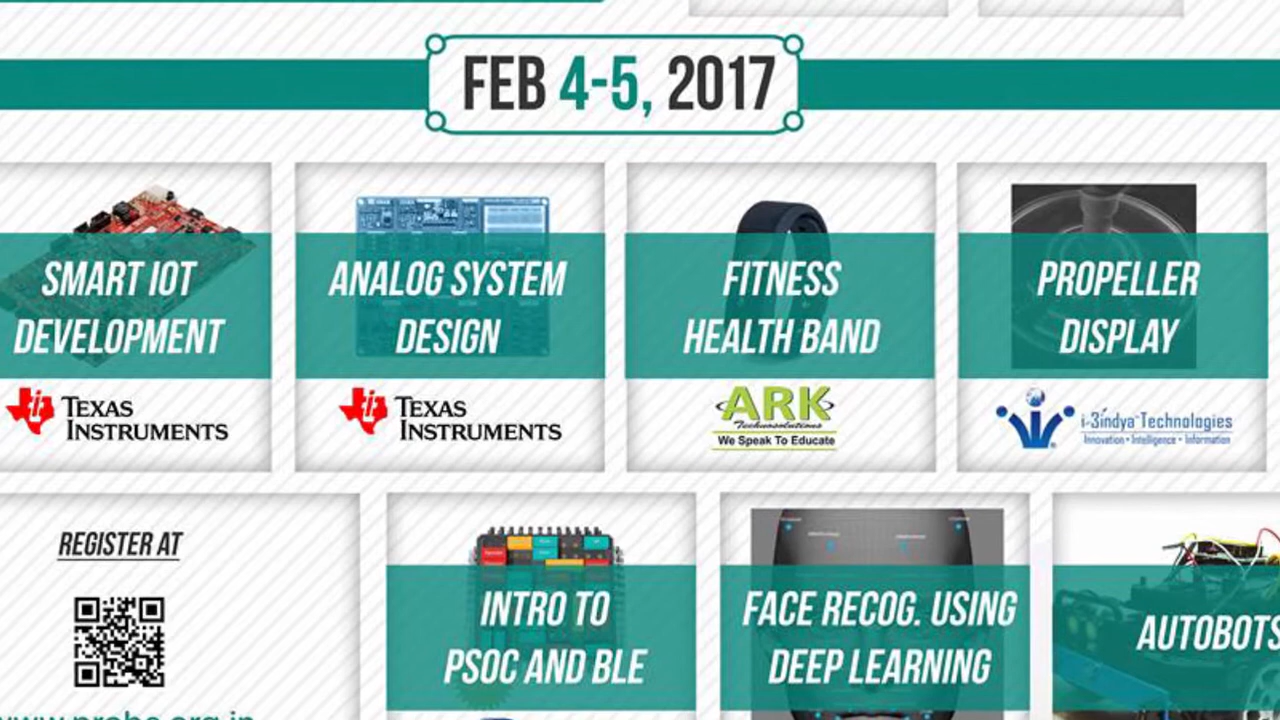 FEB 4-5, 2017
SMART IOT
DEVELOPMENT
TEXAS
INSTRUMENTS
ANALOG SYSTEM
DESIGN
TEXAS
INSTRUMENTS
FITNESS
HEALTH BAND
ARK
Technosolutions
We Speak To Educate
PROPELLER
DISPLAY
i-3indya Technologies
Innovation • Intelligence • Information
REGISTER AT
INTRO TO
PSOC AND BLE
FACE RECOG. USING
DEEP LEARNING
AUTOBOTS